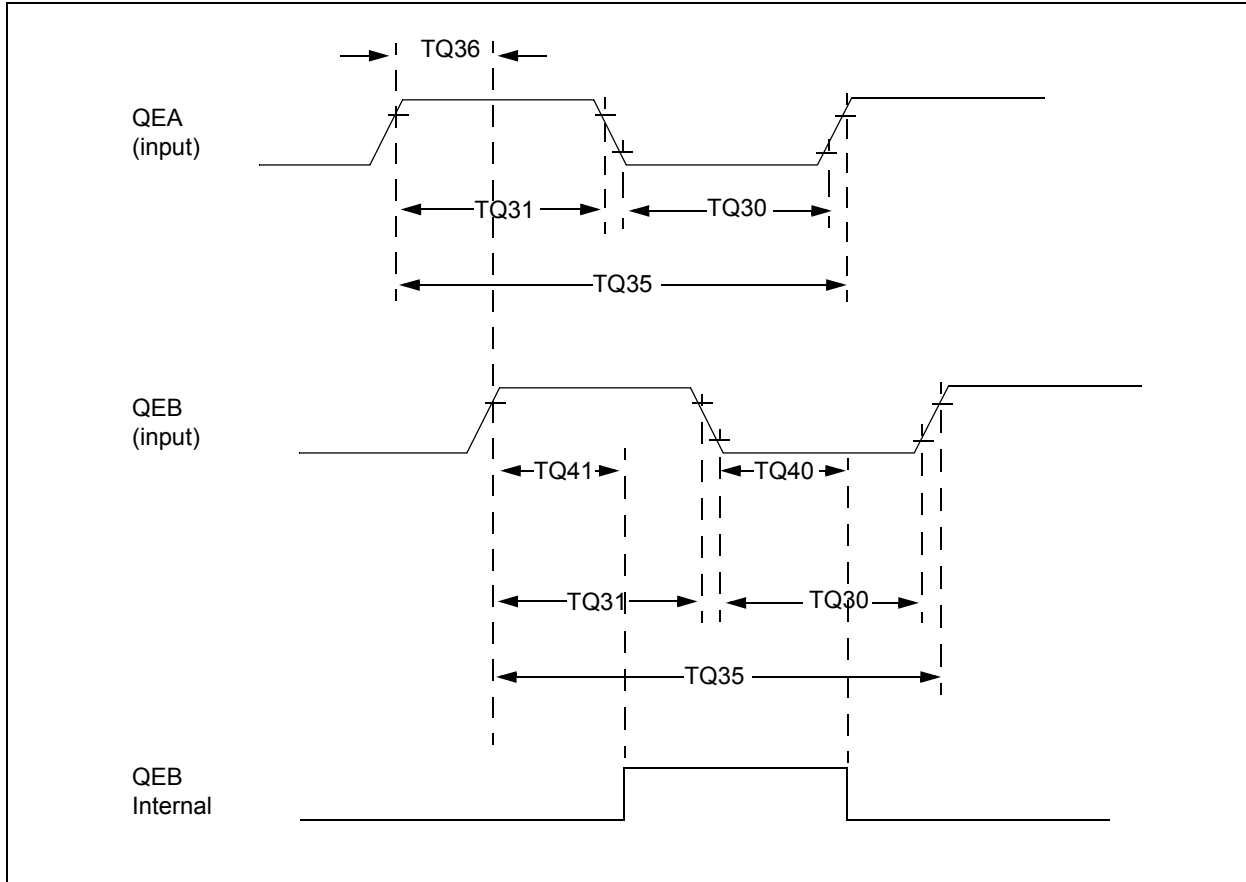 TQ36
QEA
(input)
TQ31
TQ30
TQ35
QEB
(input)
TQ41
TQ40
TQ31
TQ30
TQ35
QEB
Internal